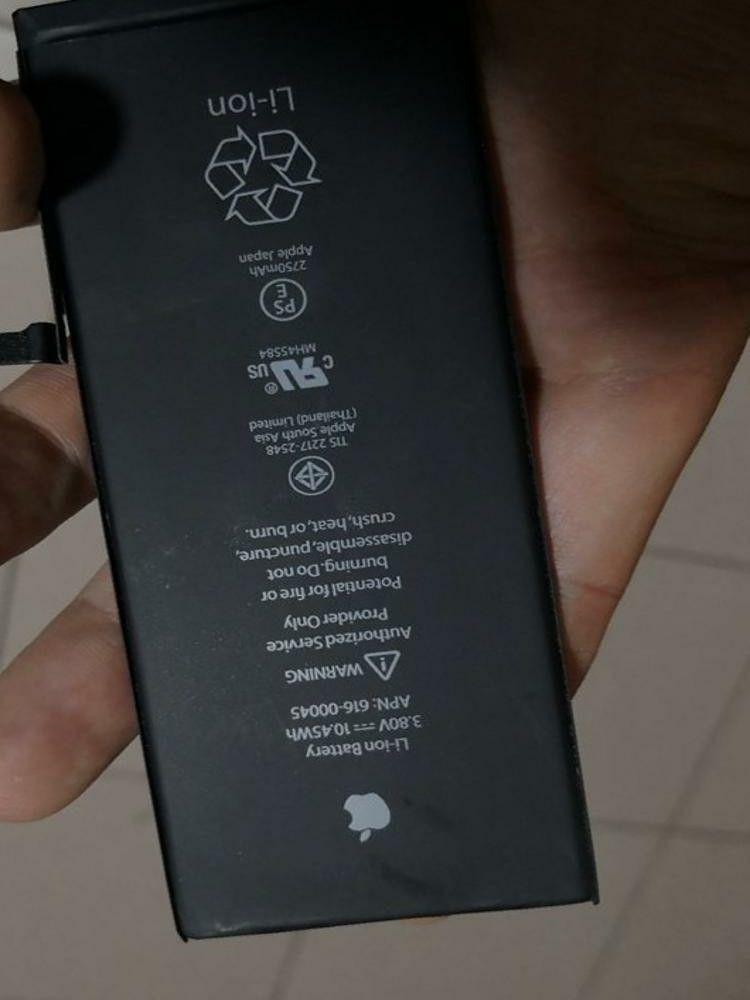 Li-ion Battery
3.80V ⎓ 10.45Wh
APN: 616-00045
WARNING
Authorized Service
Provider Only
Potential for fire or
burning. Do not
disassemble, puncture,
crush, heat, or burn.
TIS 2217-2548
Apple South Asia
(Thailand) Limited
C RU US ®
MH45584
PS
E
2750mAh
Apple Japan
Li-ion